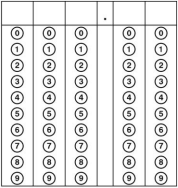 .
0 0 0 0 0
1 1 1 1 1
2 2 2 2 2
3 3 3 3 3
4 4 4 4 4
5 5 5 5 5
6 6 6 6 6
7 7 7 7 7
8 8 8 8 8
9 9 9 9 9